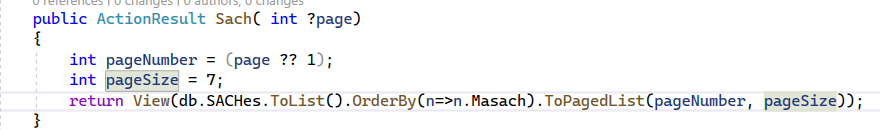 0 references | 0 changes | 0 authors, 0 changes
public ActionResult Sach( int ?page)
{
int pageNumber = (page ?? 1);
int pageSize = 7;
return View(db.SACHes.ToList().OrderBy(n=>n.Masach).ToPagedList(pageNumber, pageSize));
}